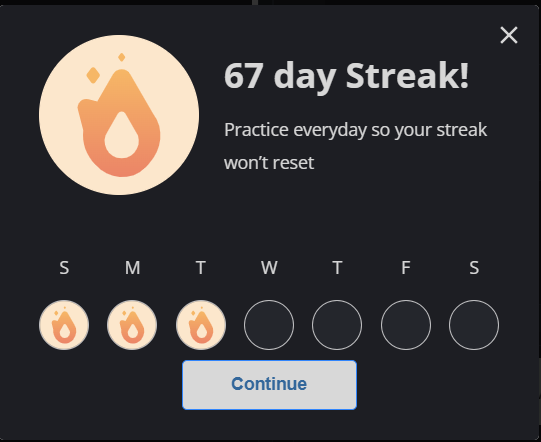 67 day Streak!
Practice everyday so your streak
won’t reset
S M T W T F S
Continue